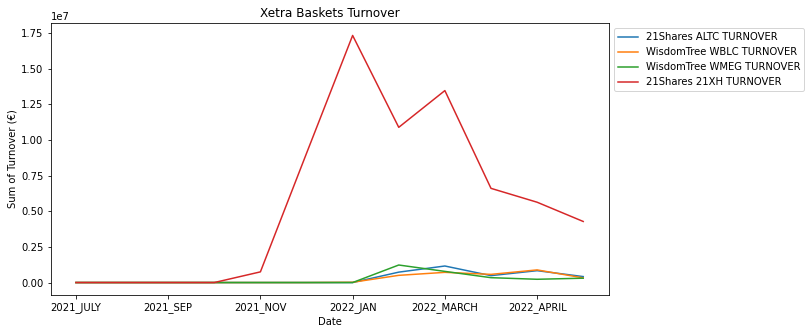 Xetra Baskets Turnover
1e7
1.75
1.50
1.25
1.00
0.75
0.50
0.25
0.00
Sum of Turnover (€)
2021_JULY
2021_SEP
2021_NOV
2022_JAN
2022_MARCH
2022_APRIL
Date
21Shares ALTC TURNOVER
WisdomTree WBLC TURNOVER
WisdomTree WMEG TURNOVER
21Shares 21XH TURNOVER